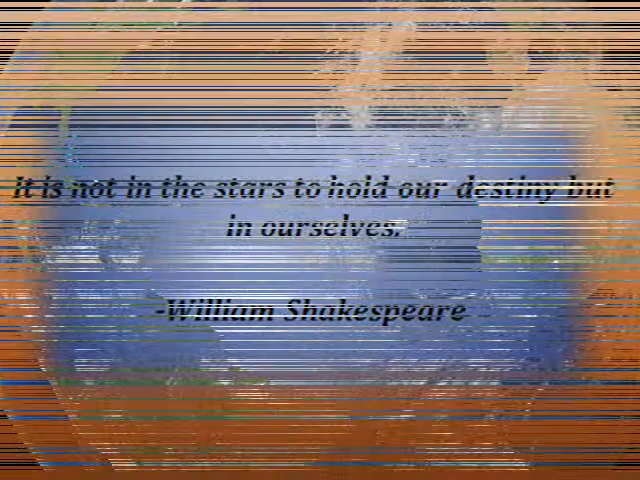 It is not in the stars to hold our destiny but
in ourselves.
-William Shakespeare